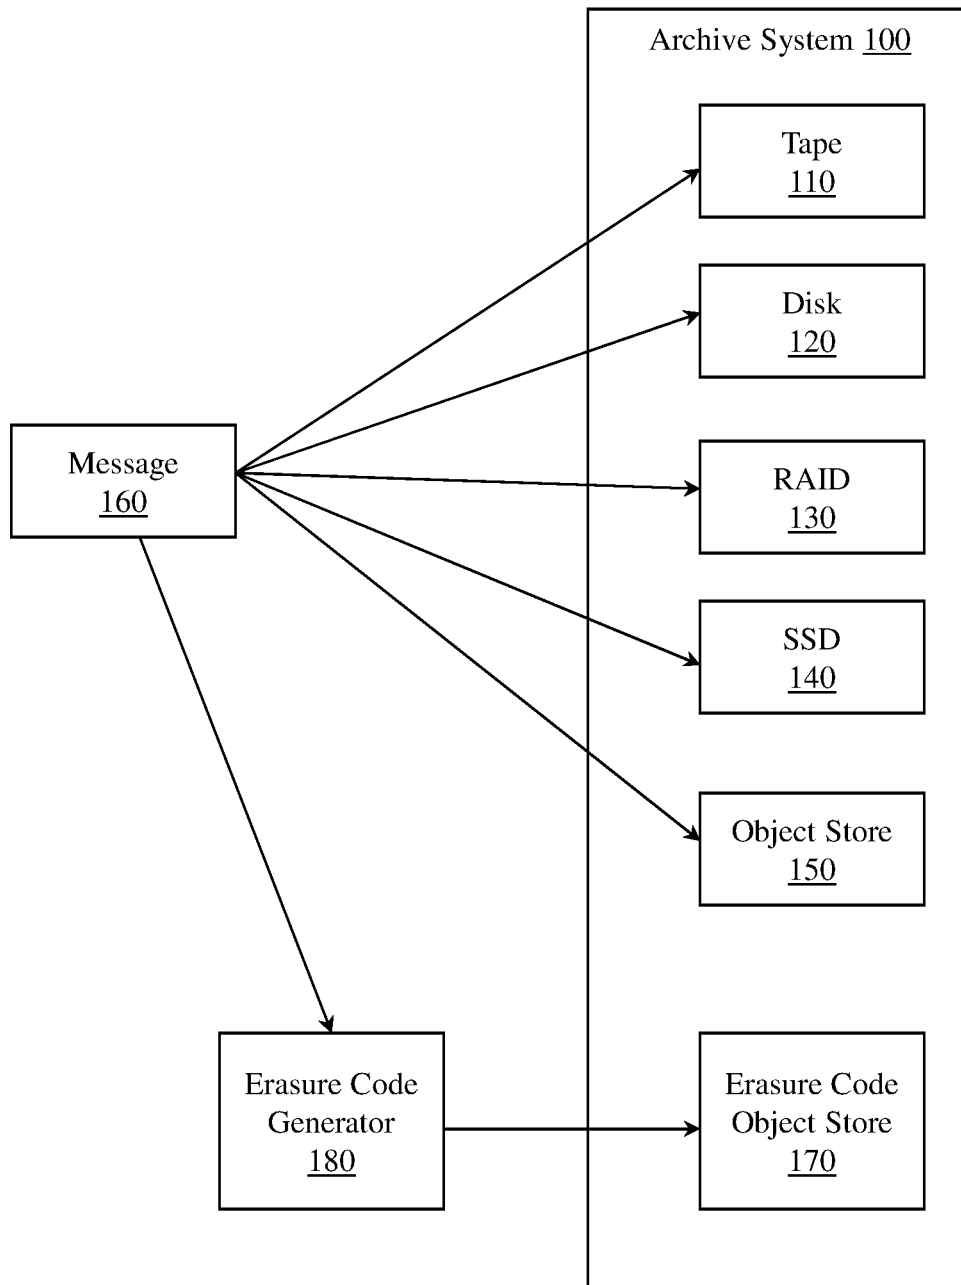 Archive System 100
Tape
110
Disk
120
Message
160
RAID
130
SSD
140
Object Store
150
Erasure Code
Generator
180
Erasure Code
Object Store
170